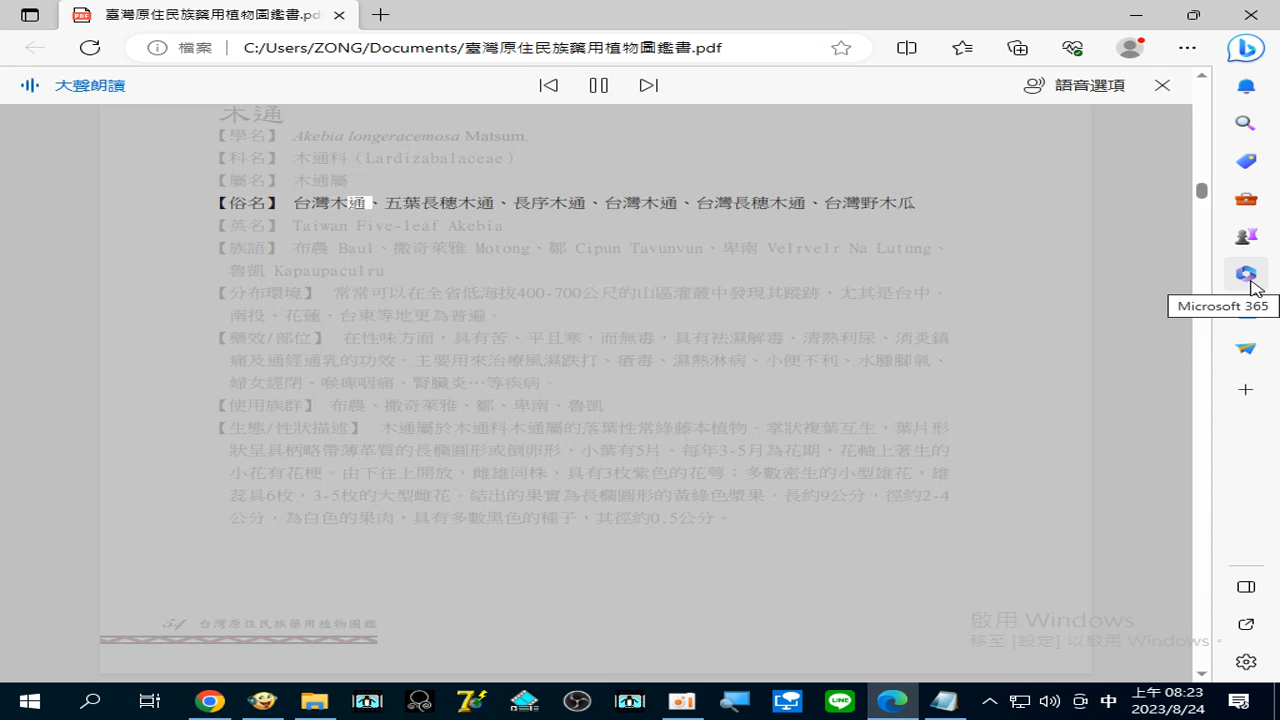 臺灣原住民族藥用植物圖鑑書.pdf
檔案
C:/Users/ZONG/Documents/臺灣原住民族藥用植物圖鑑書.pdf
大聲朗讀
語音選項
木通
【學名】 Akebia longeracemosa Matsum.
【科名】 木通科（Lardizabalaceae）
【屬名】 木通屬
【俗名】 台灣木通、五葉長穗木通、長序木通、台灣木通、台灣長穗木通、台灣野木瓜
【英名】 Taiwan Five-leaf Akebia
【族語】 布農 Baul、撒奇萊雅 Motong、鄒 Cipun Tavunvun、卑南 Velrvelr Na Lutung、
魯凱 Kapaupaculru
【分布環境】 常常可以在全省低海拔400-700公尺的山區灌叢中發現其蹤跡，尤其是台中、
南投、花蓮、台東等地更為普遍。
【藥效/部位】 在性味方面，具有苦、平且寒，而無毒，具有祛濕解毒、清熱利尿、消炎鎮
痛及通經通乳的功效。主要用來治療風濕跌打、瘡毒、濕熱淋病、小便不利、水腫腳氣、
婦女經閉、喉痺咽痛、腎臟炎…等疾病。
【使用族群】 布農、撒奇萊雅、鄒、卑南、魯凱
【生態/性狀描述】 木通屬於木通科木通屬的落葉性常綠藤本植物。掌狀複葉互生，葉片形
狀呈具柄略帶薄革質的長橢圓形或倒卵形，小葉有5片。每年3-5月為花期，花軸上著生的
小花有花梗。由下往上開放，雌雄同株，具有3枚紫色的花萼；多數密生的小型雄花，雄
蕊具6枚，3-5枚的大型雌花。結出的果實為長橢圓形的黃綠色漿果，長約9公分，徑約2-4
公分，為白色的果肉，具有多數黑色的種子，其徑約0.5公分。
54 台灣原住民族藥用植物圖鑑
Microsoft 365
啟用 Windows
移至 [設定] 以啟用 Windows。
LINE
中
上午 08:23
2023/8/24